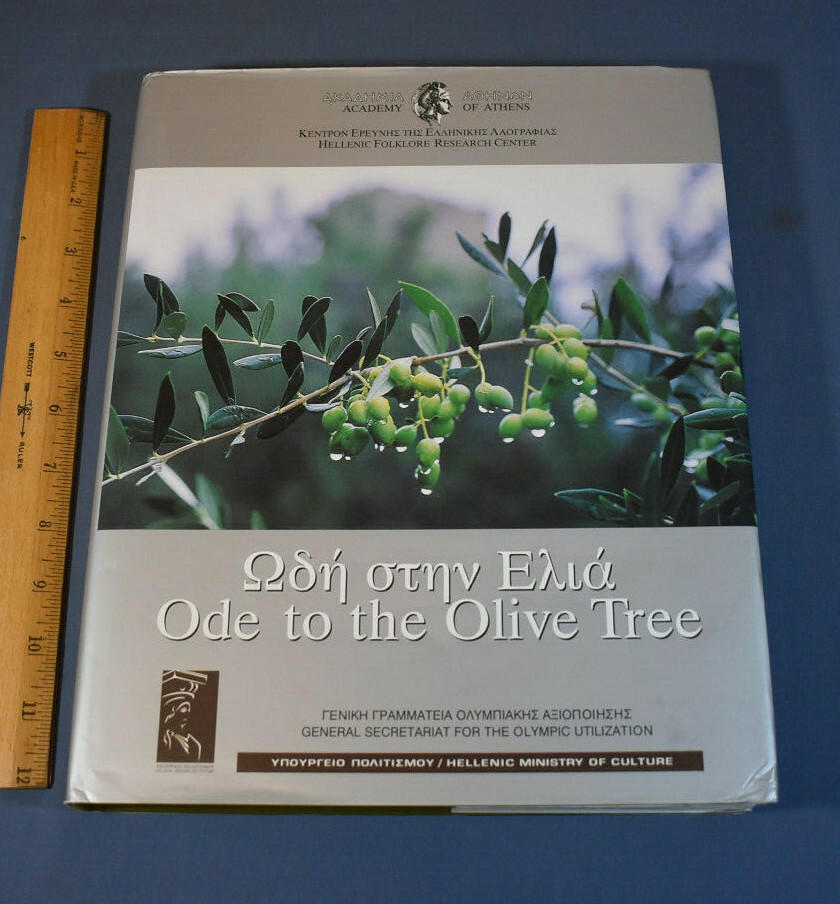 ΑΚΑΔΗΜΙΑ ΑΘΗΝΩΝ
ACADEMY OF ATHENS
ΚΕΝΤΡΟΝ ΕΡΕΥΝΗΣ ΤΗΣ ΕΛΛΗΝΙΚΗΣ ΛΑΟΓΡΑΦΙΑΣ
HELLENIC FOLKLORE RESEARCH CENTER
Ωδή στην Ελιά
Ode to the Olive Tree
ΓΕΝΙΚΗ ΓΡΑΜΜΑΤΕΙΑ ΟΛΥΜΠΙΑΚΗΣ ΑΞΙΟΠΟΙΗΣΗΣ
GENERAL SECRETARIAT FOR THE OLYMPIC UTILIZATION
ΥΠΟΥΡΓΕΙΟ ΠΟΛΙΤΙΣΜΟΥ / HELLENIC MINISTRY OF CULTURE
1
2
3
4
5
6
7
8
9
10
11
12
WESTCOTT
RULER